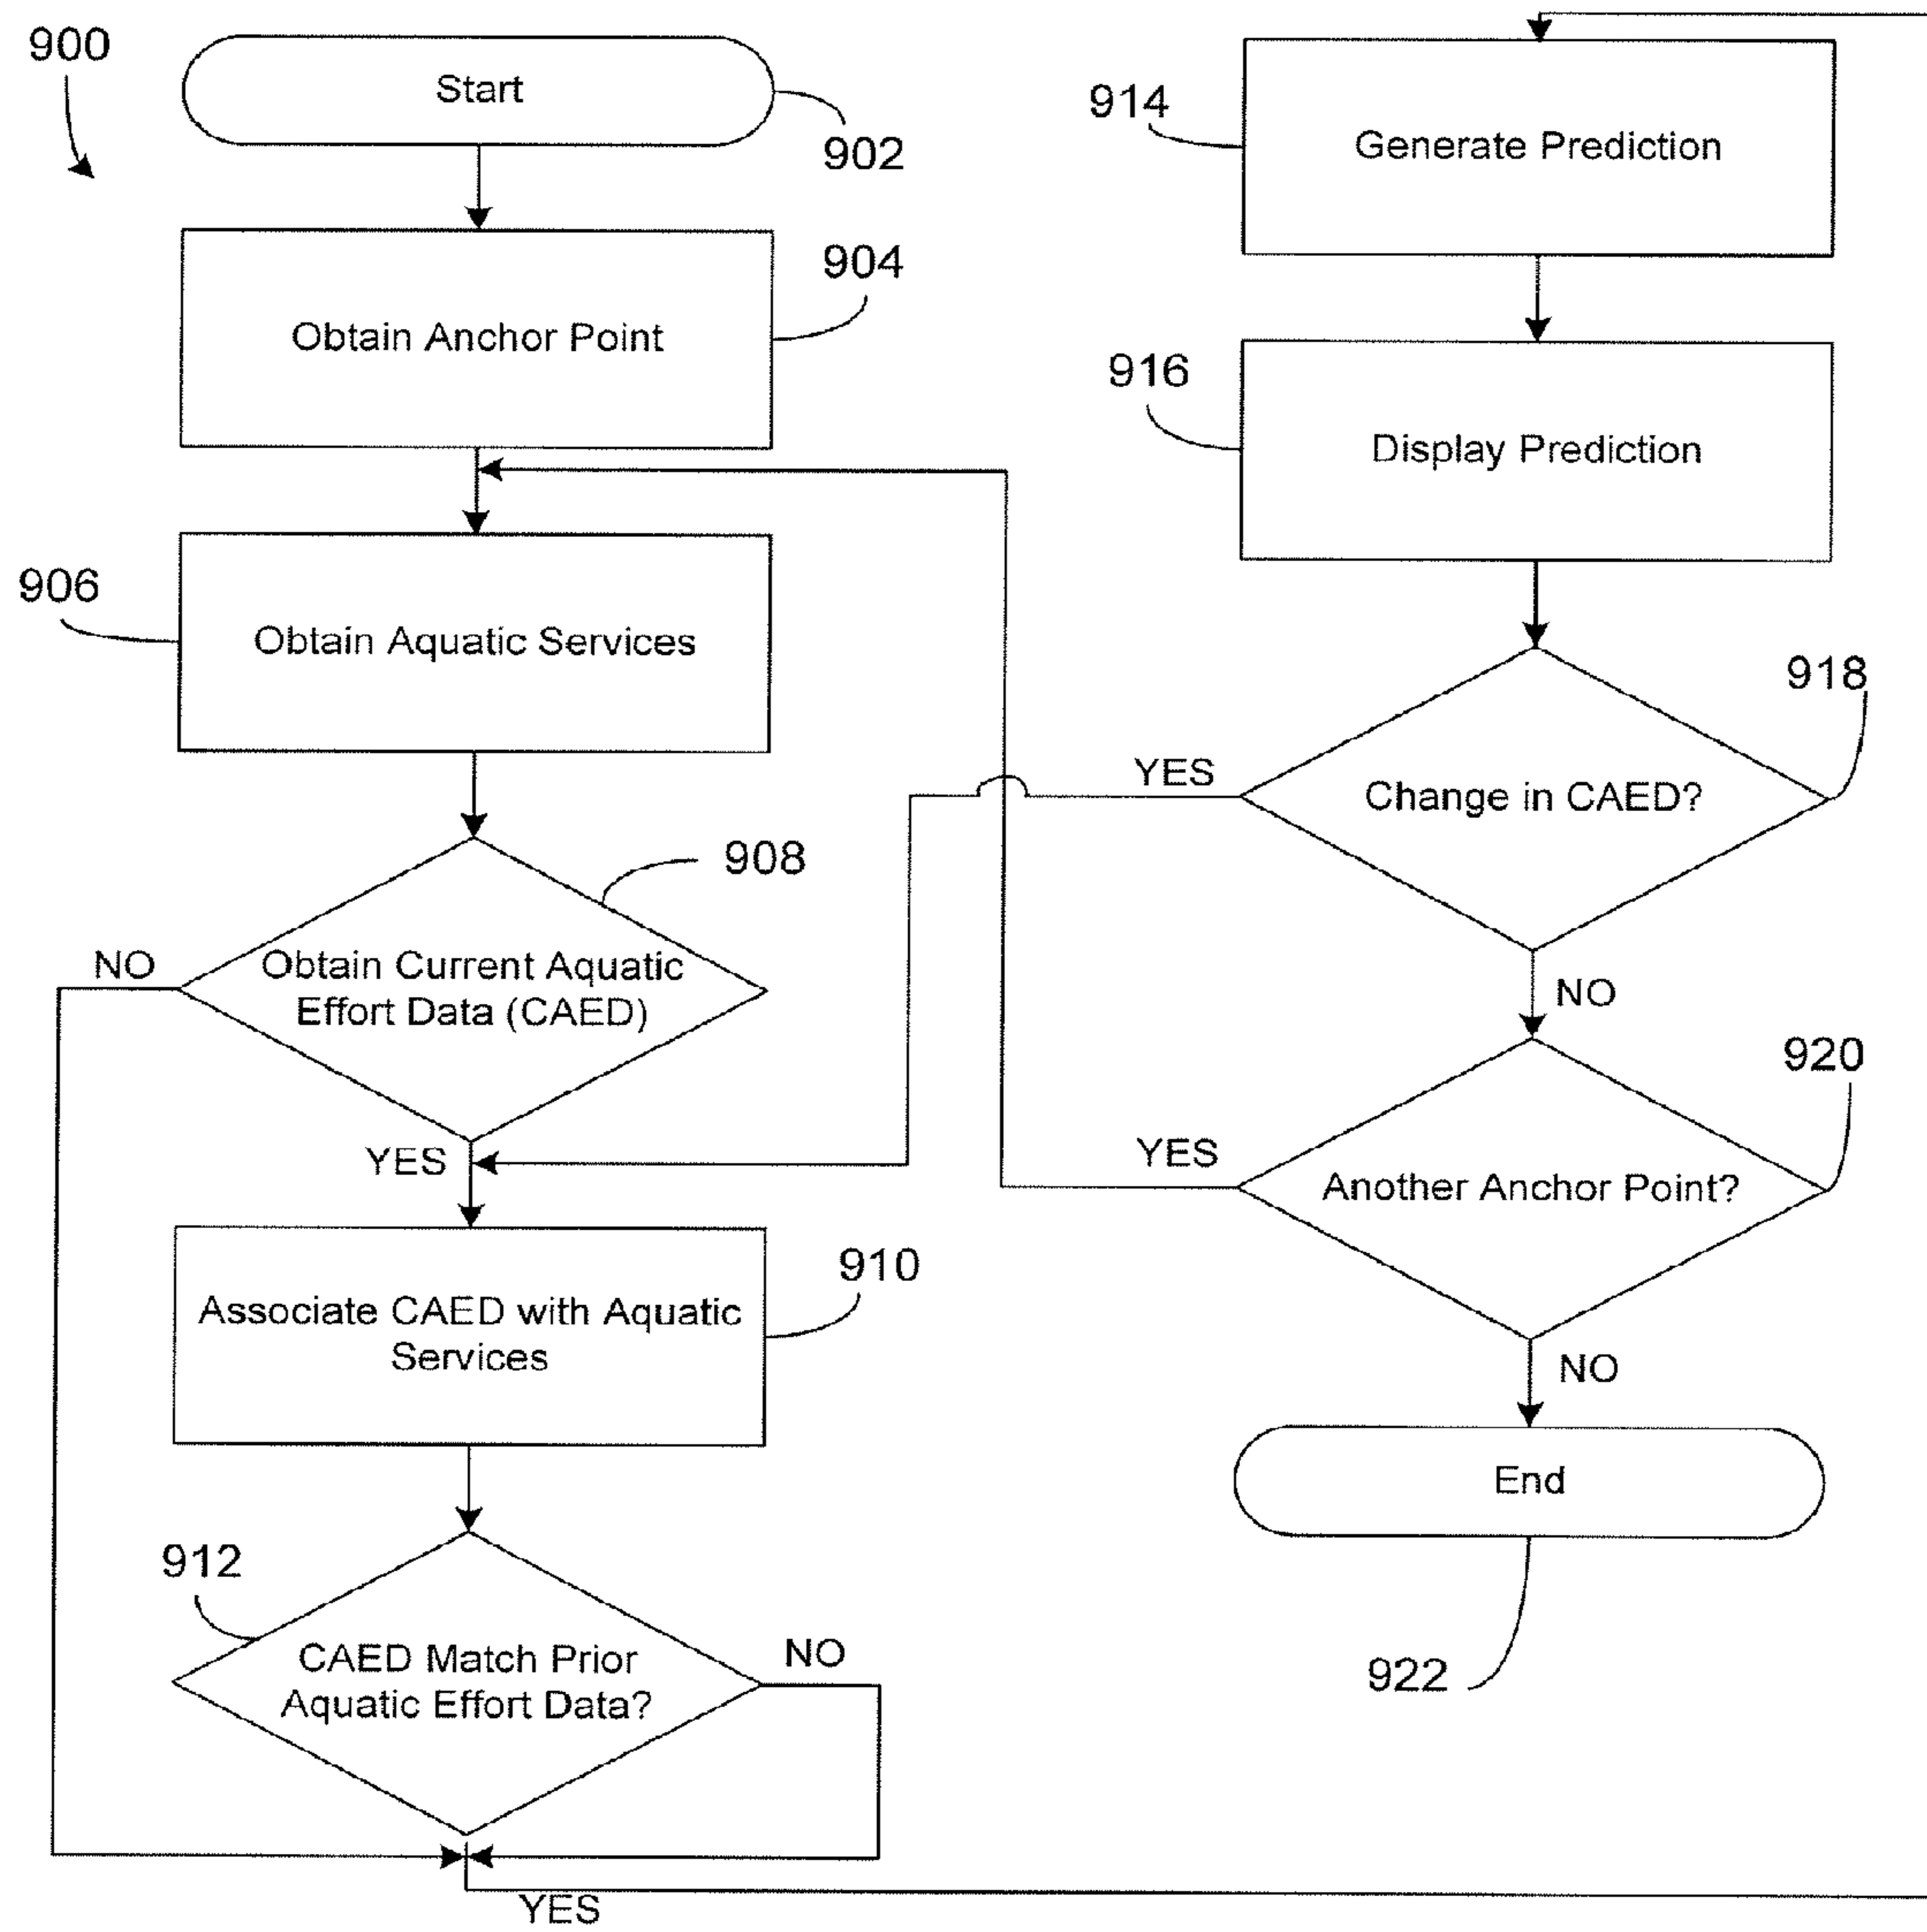 900
Start
902
904
Obtain Anchor Point
906
Obtain Aquatic Services
908
NO
Obtain Current Aquatic
Effort Data (CAED)
YES
910
Associate CAED with Aquatic
Services
912
CAED Match Prior
Aquatic Effort Data?
NO
YES
914
Generate Prediction
916
Display Prediction
918
YES
Change in CAED?
NO
920
YES
Another Anchor Point?
NO
End
922